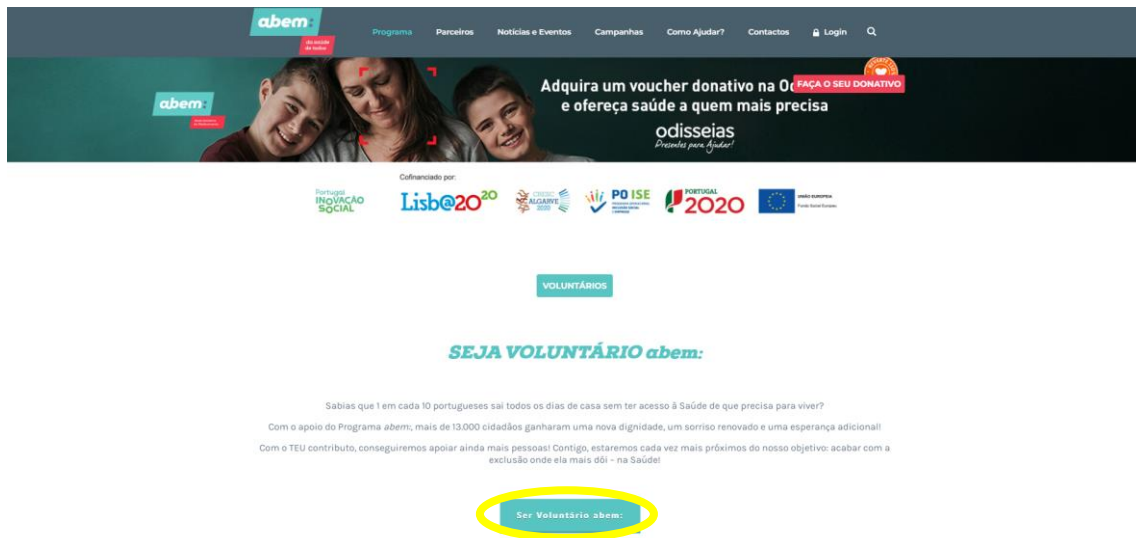 abem:
da saúde
de todos
Programa Parceiros Notícias e Eventos Campanhas Como Ajudar? Contactos Login
Adquira um voucher donativo na Od
FAÇA O SEU DONATIVO
e ofereça saúde a quem mais precisa
abem:
odisseias
Presentes para Ajudar!
Cofinanciado por:
Portugal
INOVAÇÃO
SOCIAL
Lisb@2020
CRESC
ALGARVE
2020
PO ISE
PORTUGAL
2020
UNIÃO EUROPEIA
Fundo Social Europeu
VOLUNTÁRIOS
SEJA VOLUNTÁRIO abem:
Sabias que 1 em cada 10 portugueses sai todos os dias de casa sem ter acesso à Saúde de que precisa para viver?
Com o apoio do Programa abem:, mais de 13.000 cidadãos ganharam uma nova dignidade, um sorriso renovado e uma esperança adicional!
Com o TEU contributo, conseguiremos apoiar ainda mais pessoas! Contigo, estaremos cada vez mais próximos do nosso objetivo: acabar com a
exclusão onde ela mais dói – na Saúde!
Ser Voluntário abem: